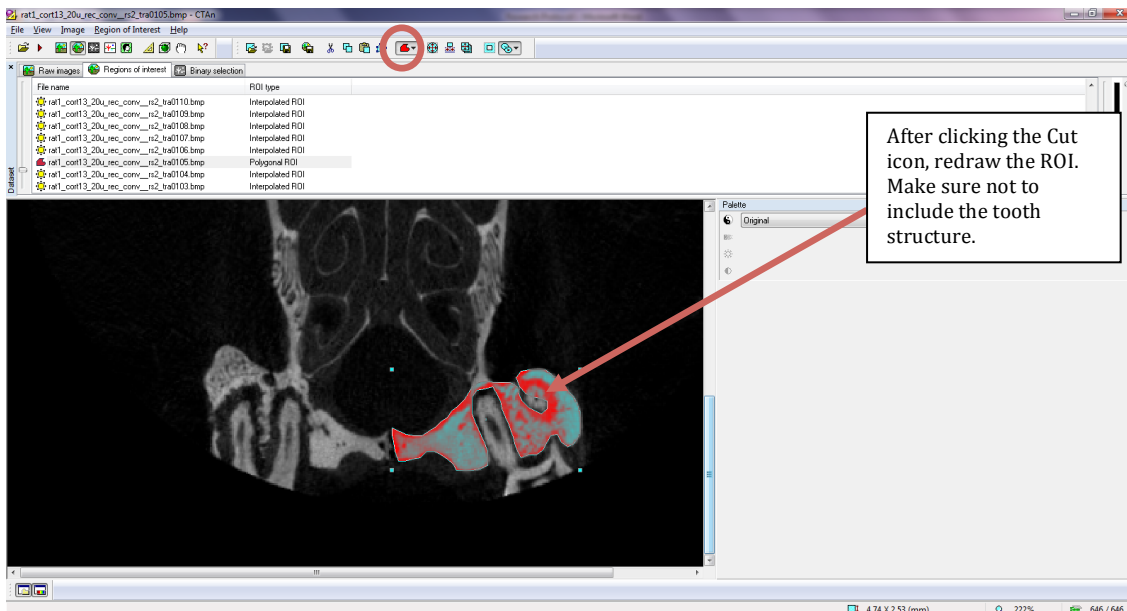 rat1_cort13_20u_rec_conv__rs2_tra0105.bmp - CTAn
File View Image Region of Interest Help
Raw images Regions of interest Binary selection
File name ROI type
rat1_cort13_20u_rec_conv__rs2_tra0110.bmp Interpolated ROI
rat1_cort13_20u_rec_conv__rs2_tra0109.bmp Interpolated ROI
rat1_cort13_20u_rec_conv__rs2_tra0108.bmp Interpolated ROI
rat1_cort13_20u_rec_conv__rs2_tra0107.bmp Interpolated ROI
rat1_cort13_20u_rec_conv__rs2_tra0106.bmp Interpolated ROI
rat1_cort13_20u_rec_conv__rs2_tra0105.bmp Polygonal ROI
rat1_cort13_20u_rec_conv__rs2_tra0104.bmp Interpolated ROI
rat1_cort13_20u_rec_conv__rs2_tra0103.bmp Interpolated ROI
Dataset
After clicking the Cut
icon, redraw the ROI.
Make sure not to
include the tooth
structure.
Palette
Original
4.74 X 2.53 (mm) 222% 646 / 646